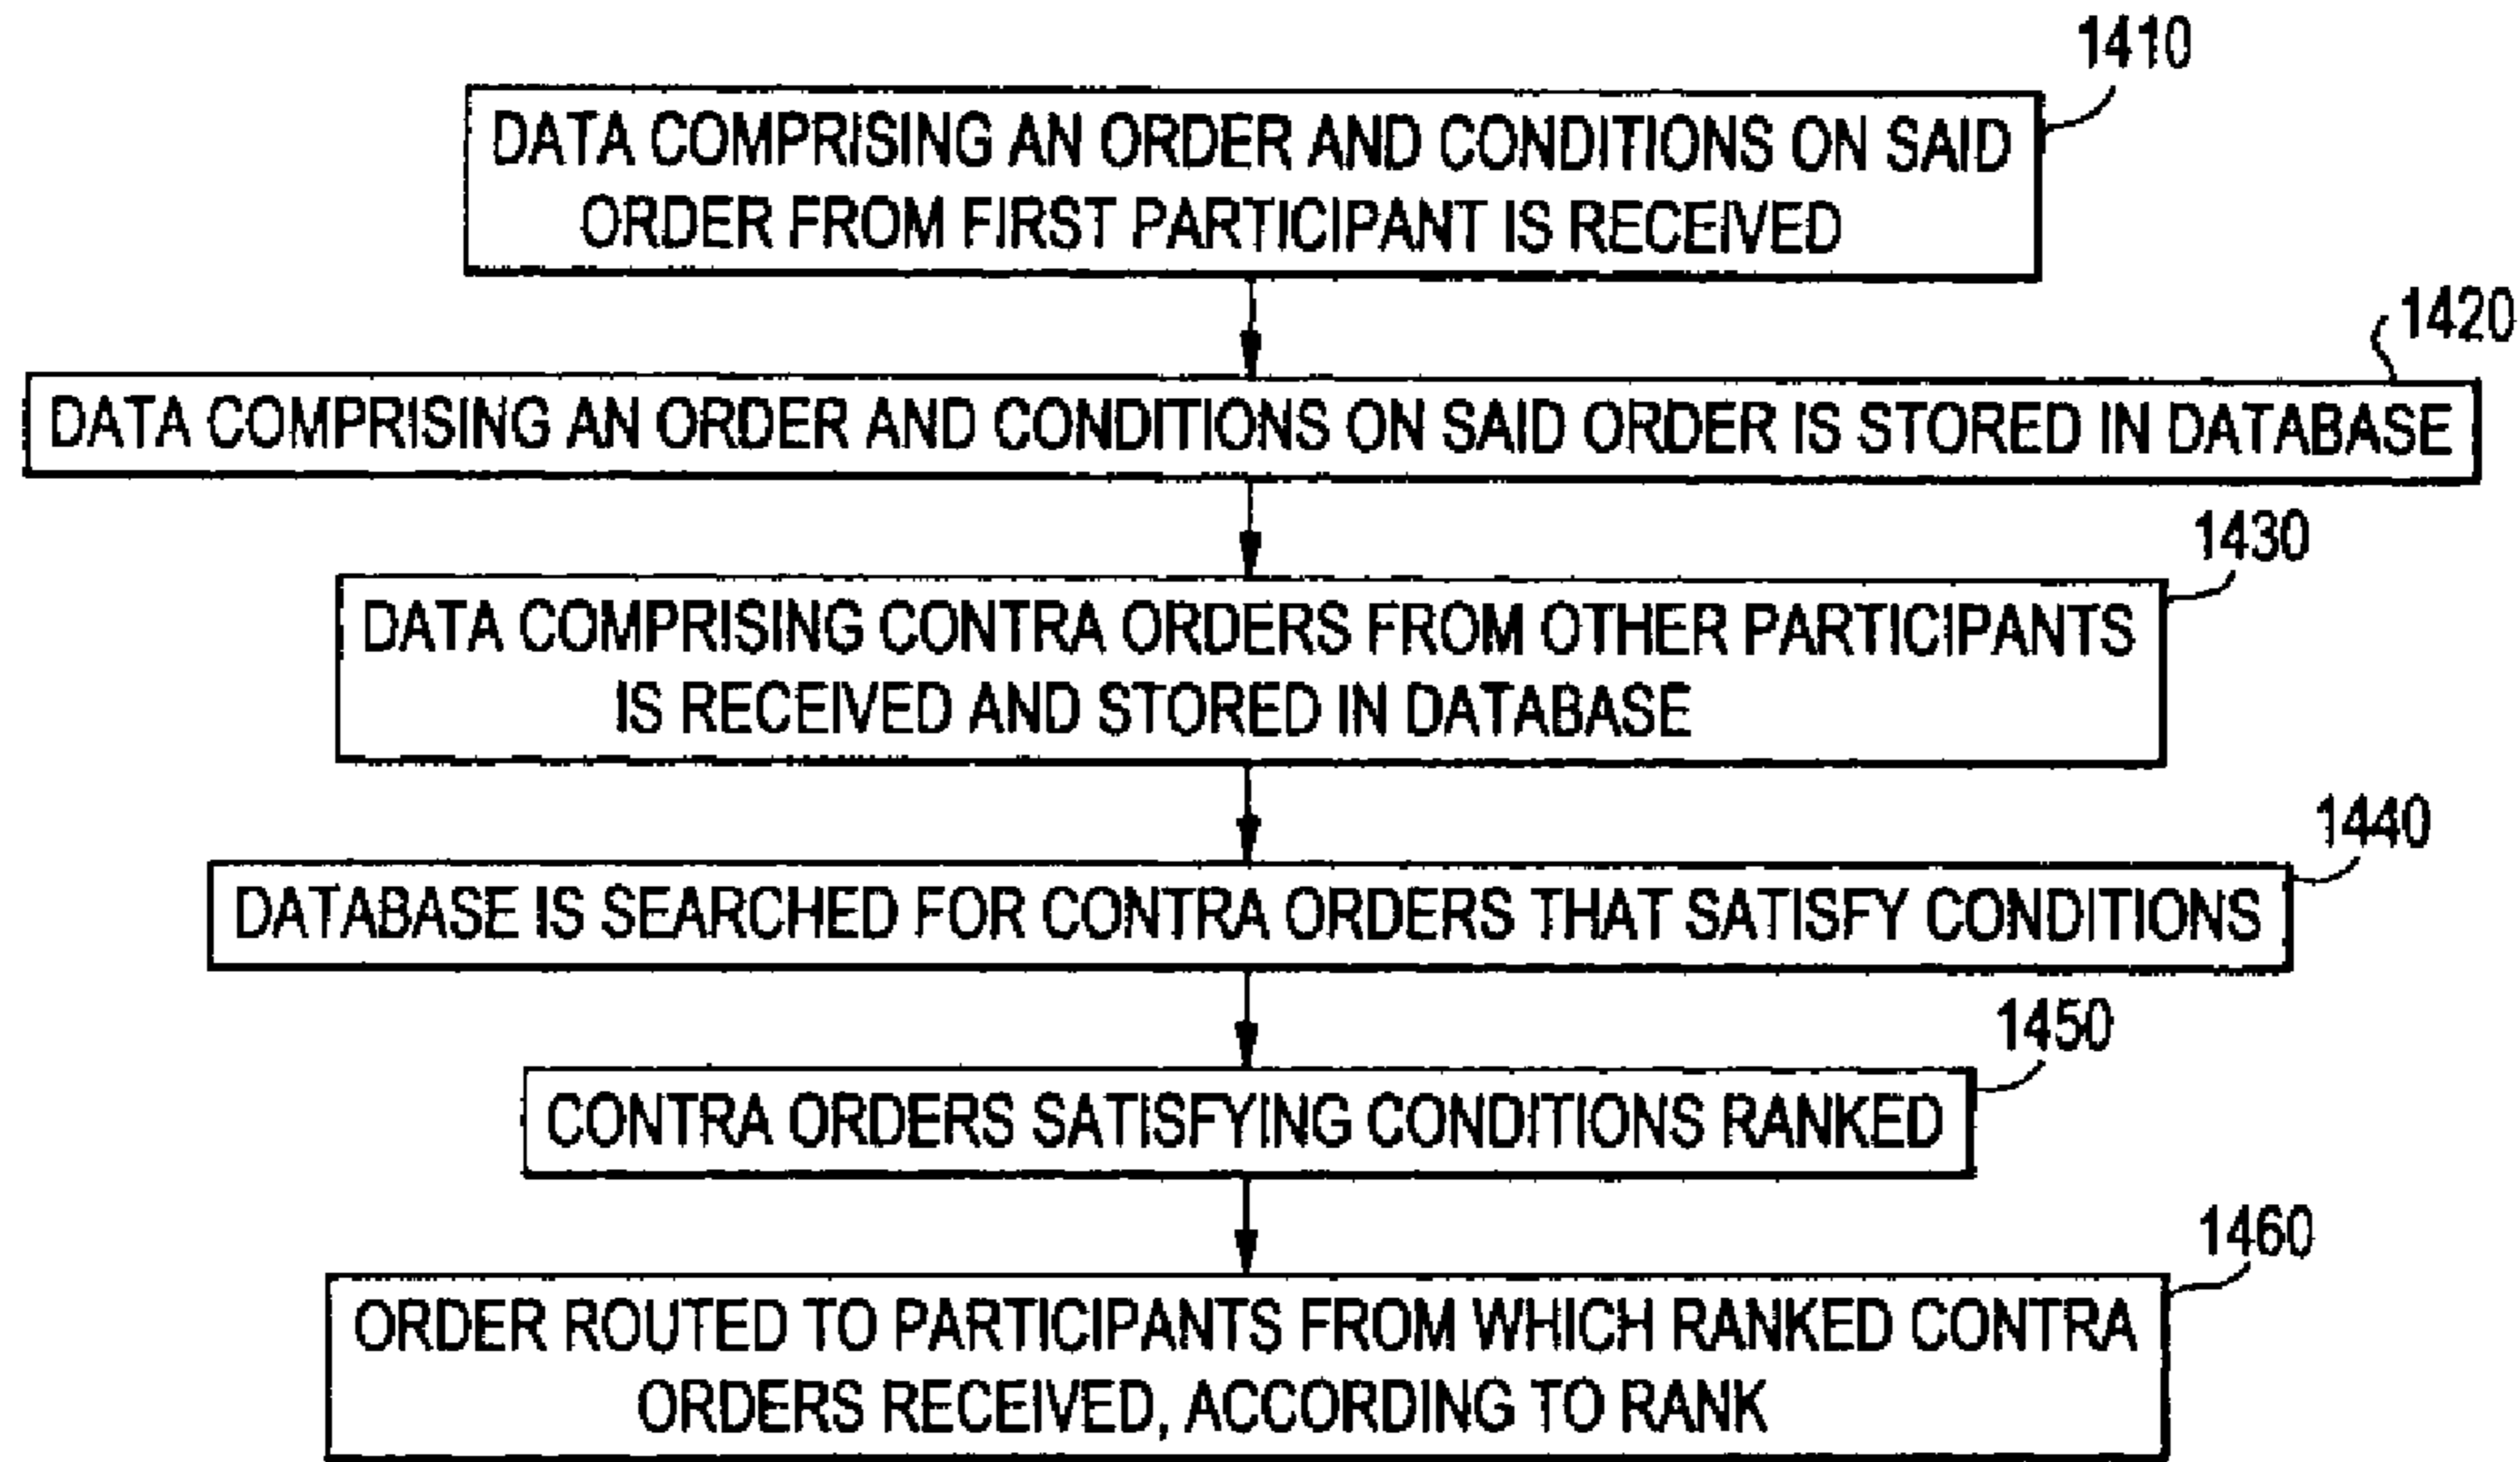 1410
DATA COMPRISING AN ORDER AND CONDITIONS ON SAID
ORDER FROM FIRST PARTICIPANT IS RECEIVED
1420
DATA COMPRISING AN ORDER AND CONDITIONS ON SAID ORDER IS STORED IN DATABASE
1430
DATA COMPRISING CONTRA ORDERS FROM OTHER PARTICIPANTS
IS RECEIVED AND STORED IN DATABASE
1440
DATABASE IS SEARCHED FOR CONTRA ORDERS THAT SATISFY CONDITIONS
1450
CONTRA ORDERS SATISFYING CONDITIONS RANKED
1460
ORDER ROUTED TO PARTICIPANTS FROM WHICH RANKED CONTRA
ORDERS RECEIVED, ACCORDING TO RANK